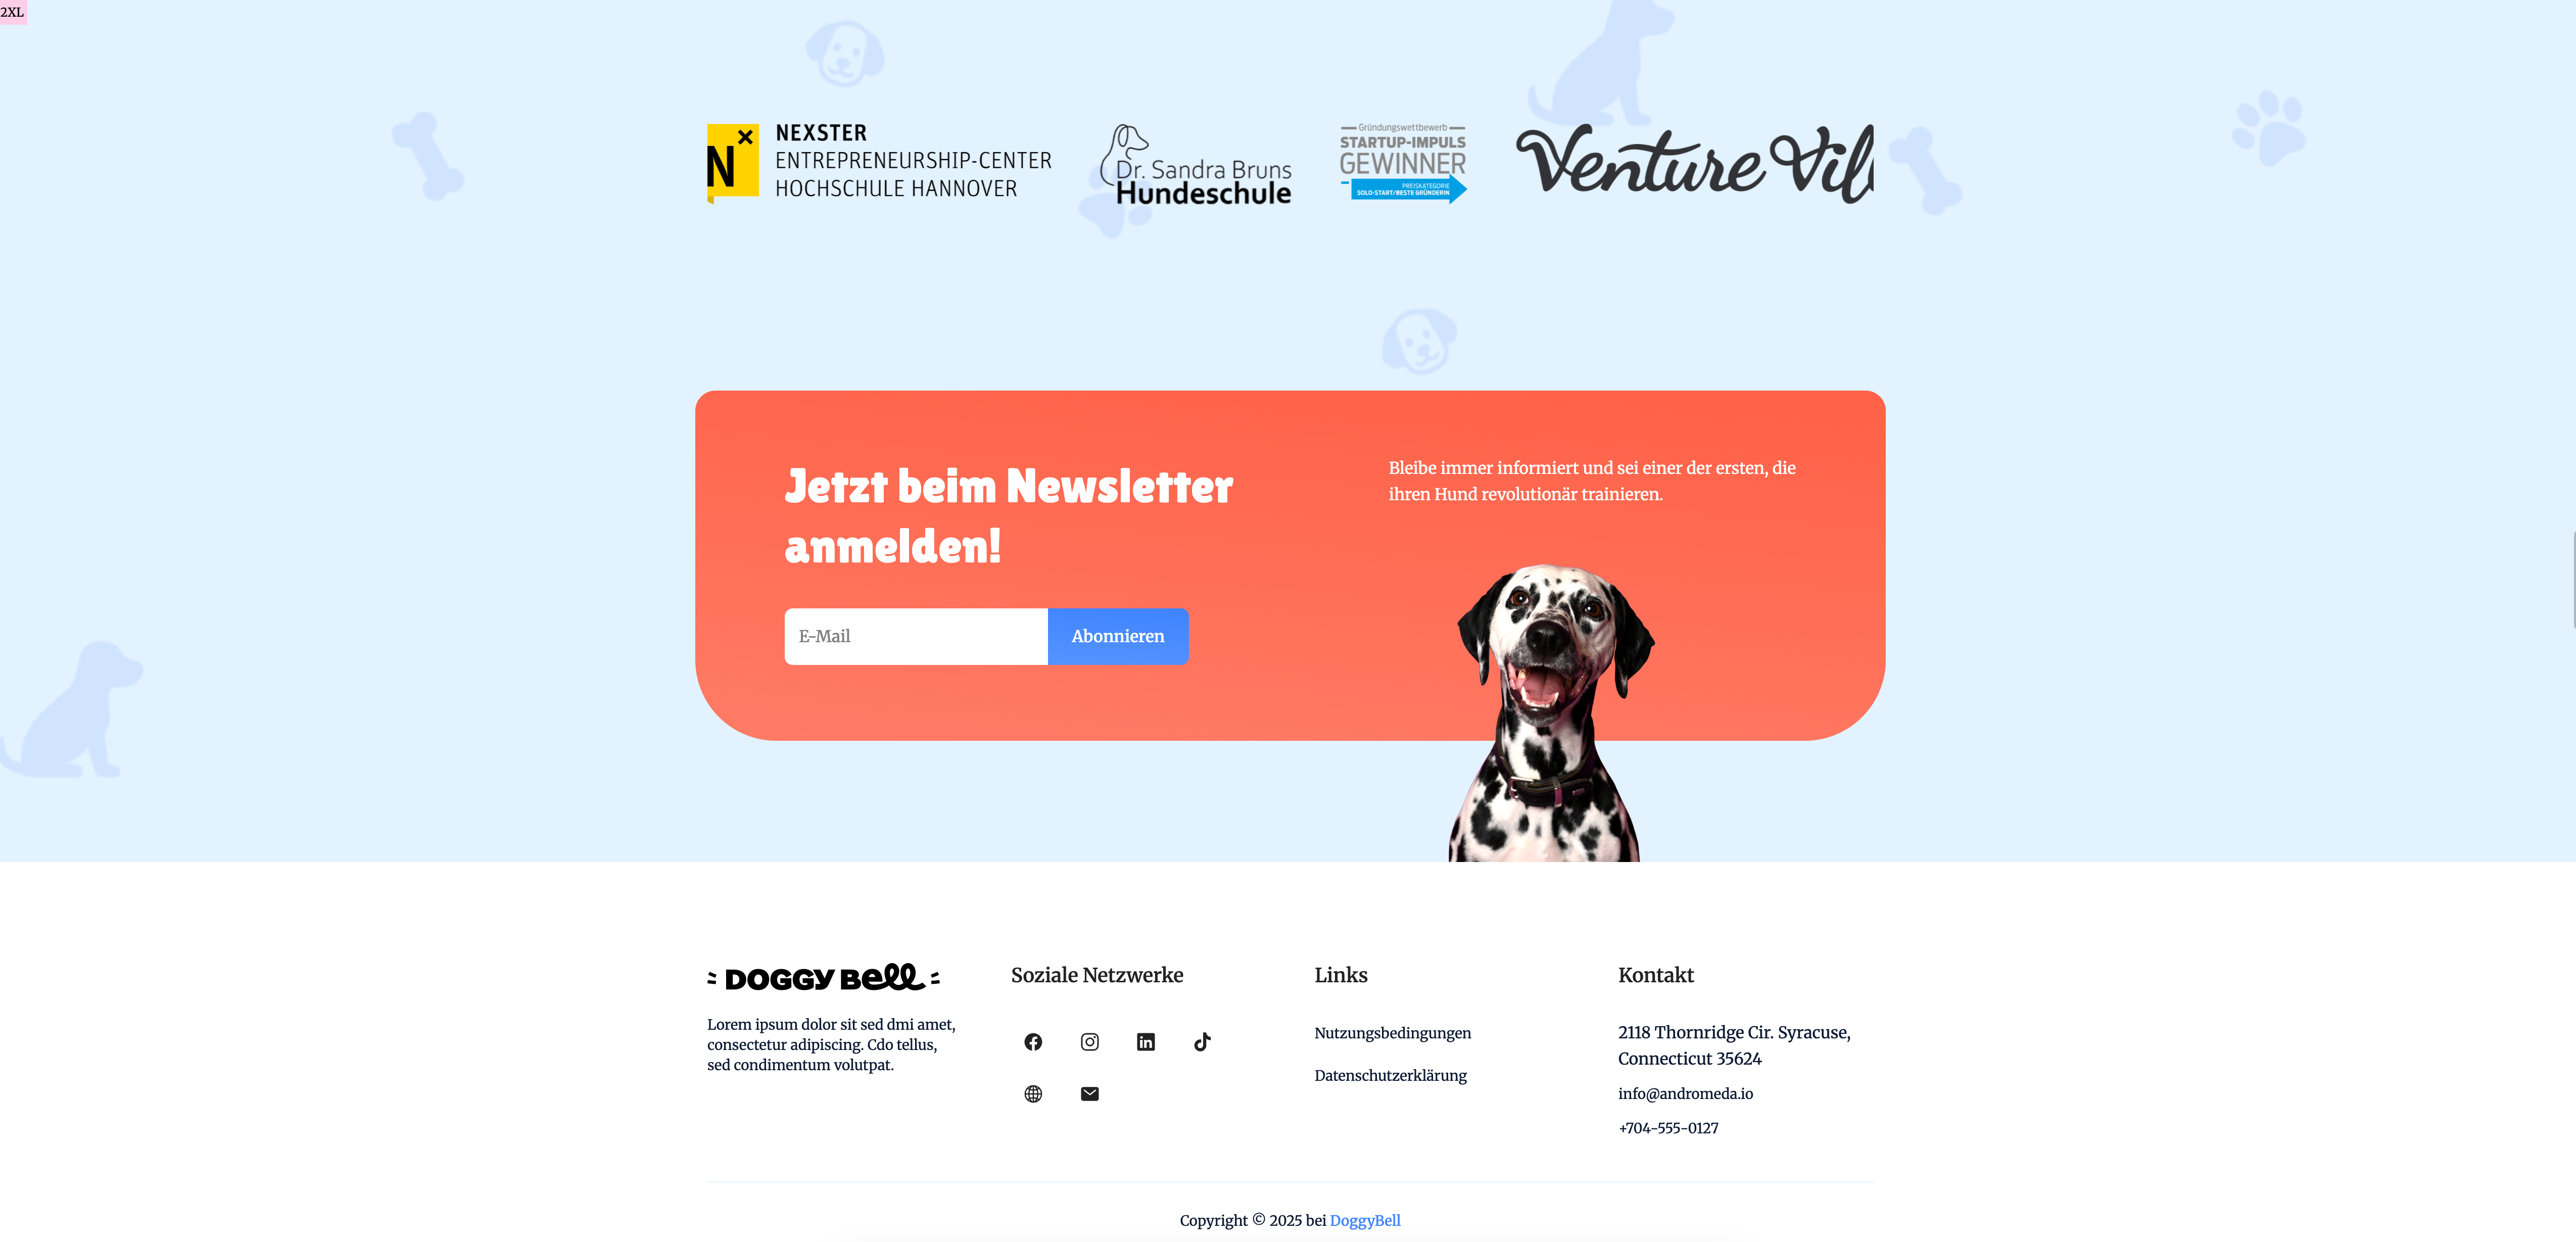 2XL
N×
NEXSTER
ENTREPRENEURSHIP-CENTER
HOCHSCHULE HANNOVER
Dr. Sandra Bruns
Hundeschule
Gründungswettbewerb
STARTUP-IMPULS
GEWINNER
PREISKATEGORIE
SOLO-START/BESTE GRÜNDERIN
Venture Vil
Jetzt beim Newsletter
anmelden!
E-Mail
Abonnieren
Bleibe immer informiert und sei einer der ersten, die
ihren Hund revolutionär trainieren.
DOGGY Bell
Lorem ipsum dolor sit sed dmi amet,
consectetur adipiscing. Cdo tellus,
sed condimentum volutpat.
Soziale Netzwerke
Links
Nutzungsbedingungen
Datenschutzerklärung
Kontakt
2118 Thornridge Cir. Syracuse,
Connecticut 35624
info@andromeda.io
+704-555-0127
Copyright © 2025 bei DoggyBell